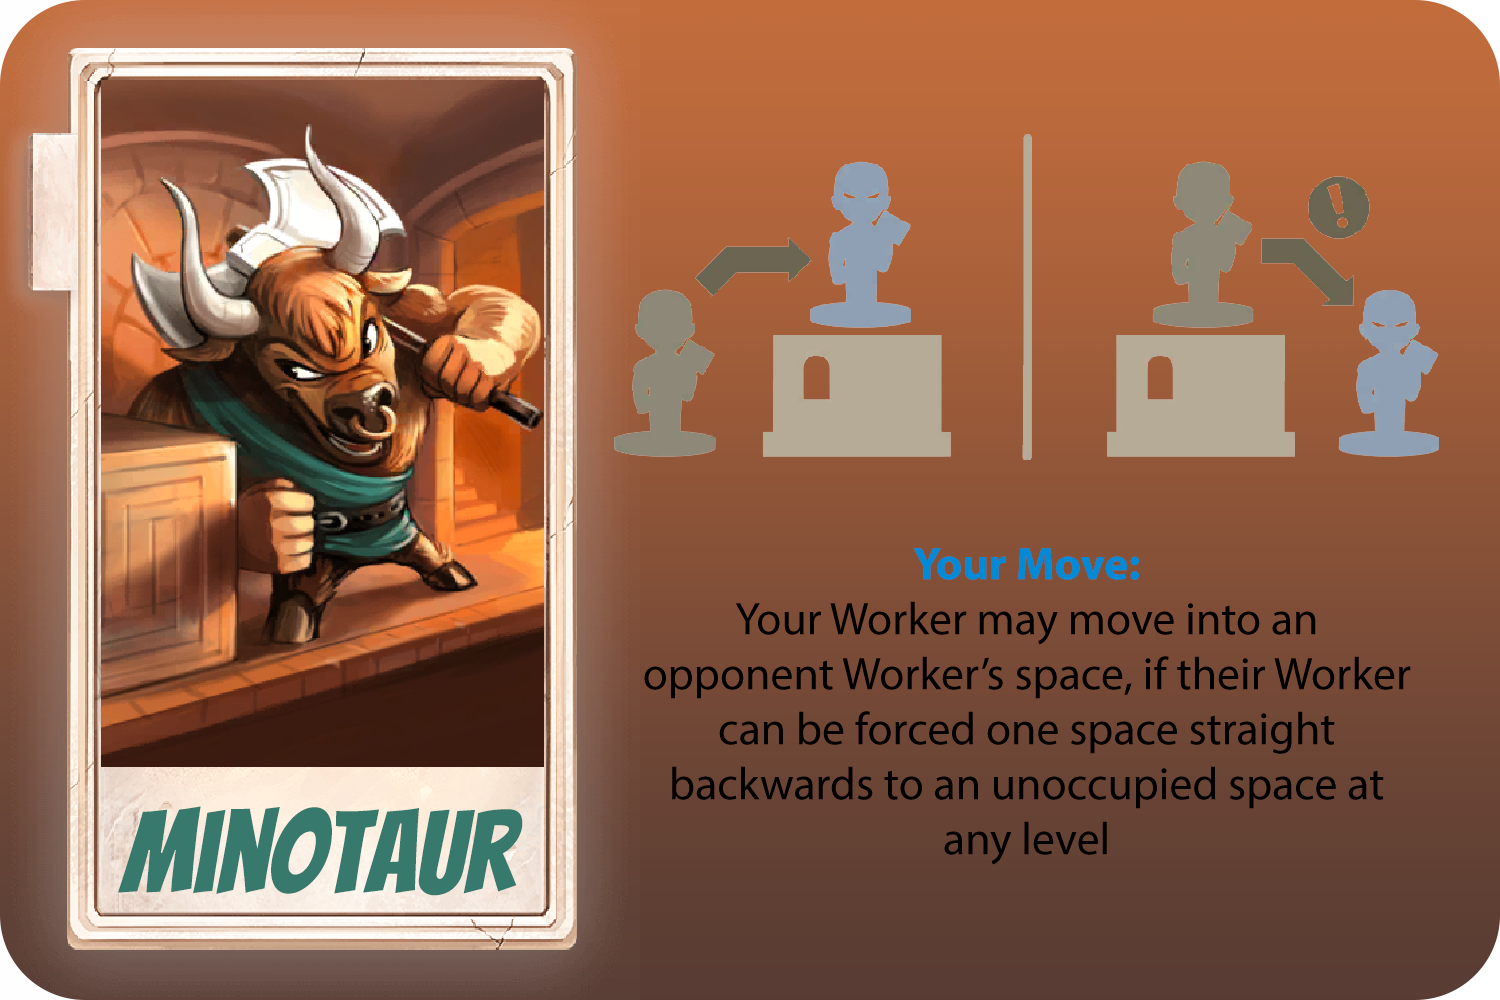 MINOTAUR
!
Your Move:
Your Worker may move into an
opponent Worker’s space, if their Worker
can be forced one space straight
backwards to an unoccupied space at
any level